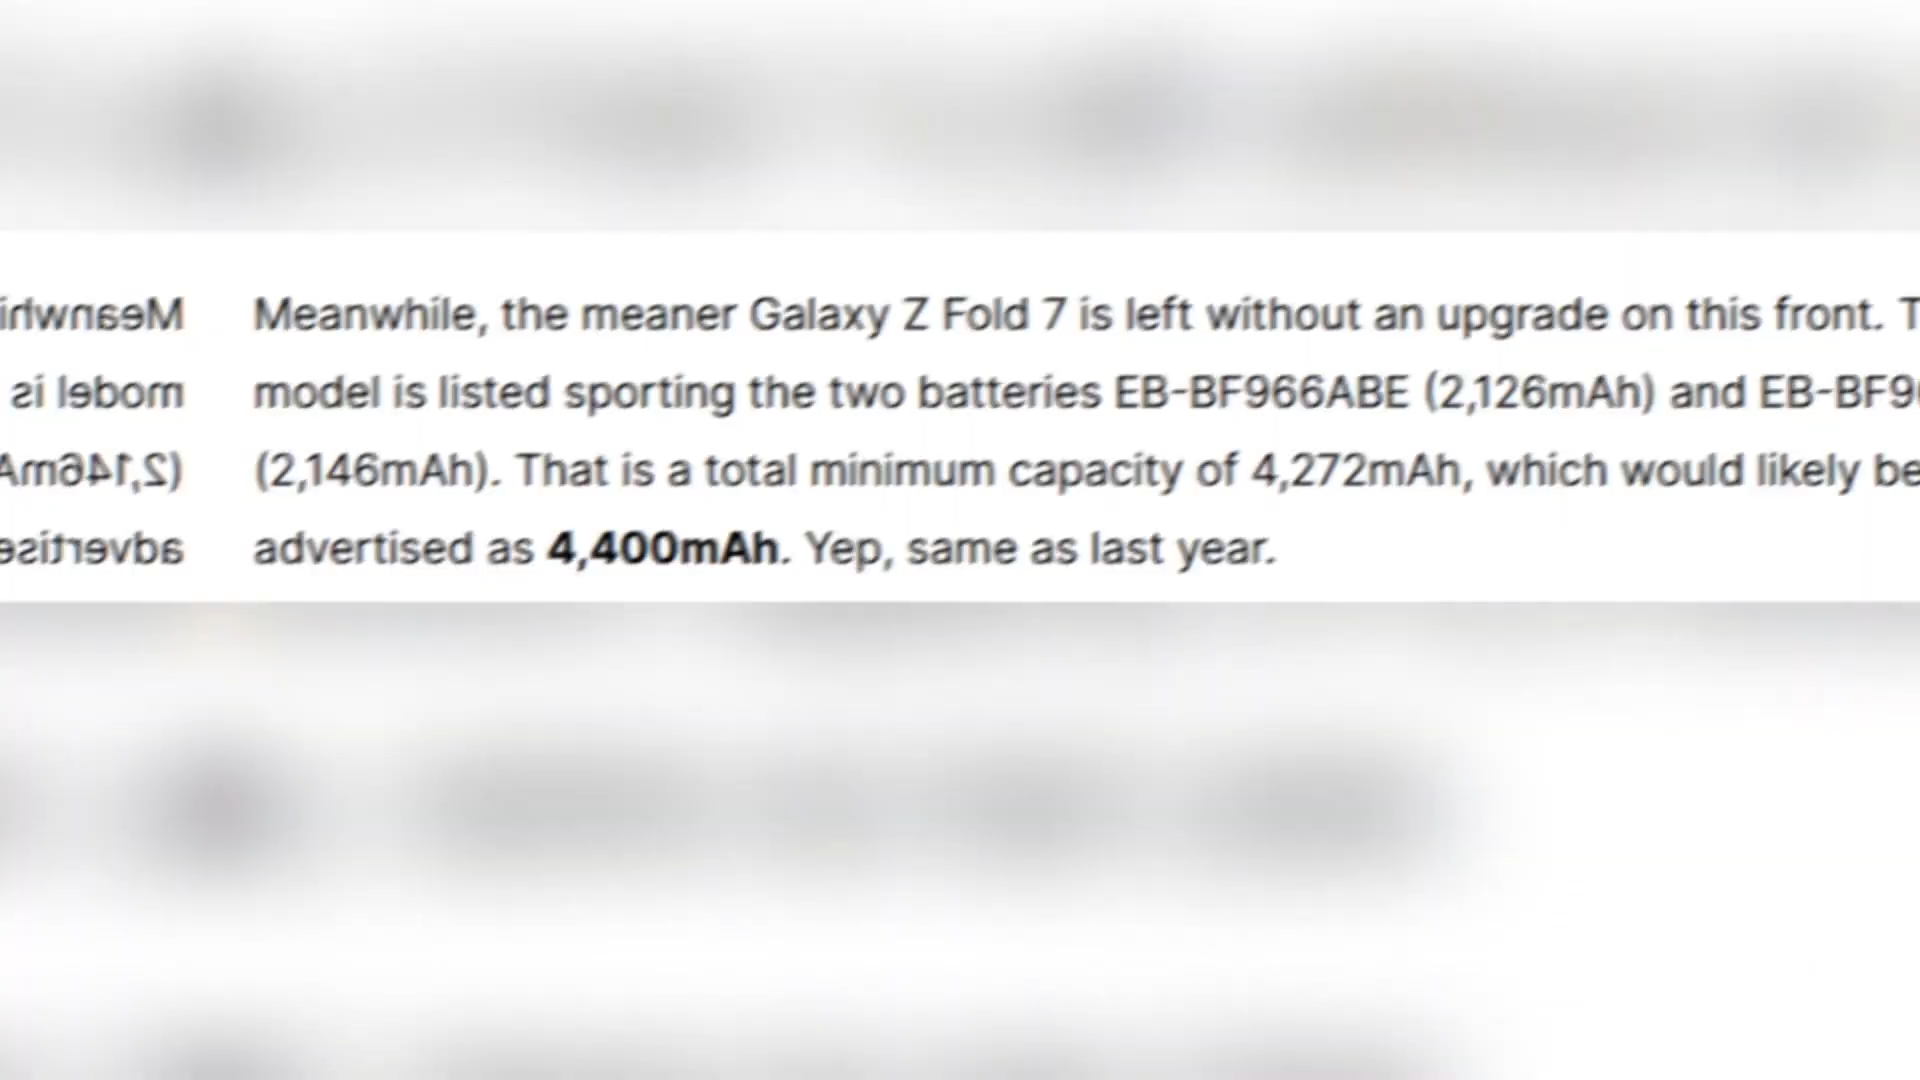 Meanwhile, the meaner Galaxy Z Fold 7 is left without an upgrade on this front.
model is listed sporting the two batteries EB-BF966ABE (2,126mAh) and
(2,146mAh). That is a total minimum capacity of 4,272mAh, which would likely be
advertised as 4,400mAh. Yep, same as last year.